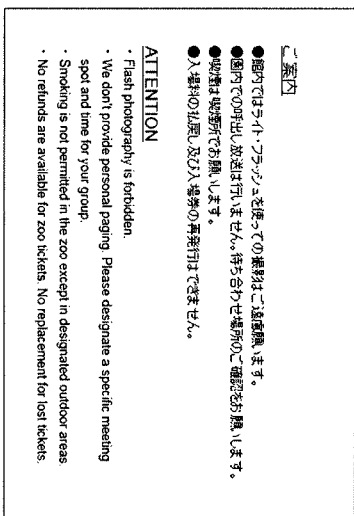 ご案内
●館内ではライト・フラッシュを使っての撮影はご遠慮願います。
●園内での呼出し放送は行いません。待ち合わせ場所のご確認をお願いします。
●喫煙は喫煙所でお願いします。
●入場料の払戻し及び入場券の再発行はできません。
ATTENTION
・Flash photography is forbidden.
・We don't provide personal paging. Please designate a specific meeting
spot and time for your group.
・Smoking is not permitted in the zoo except in designated outdoor areas.
・No refunds are available for zoo tickets. No replacement for lost tickets.